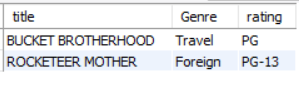 title Genre rating
BUCKET BROTHERHOOD Travel PG
ROCKETEER MOTHER Foreign PG-13